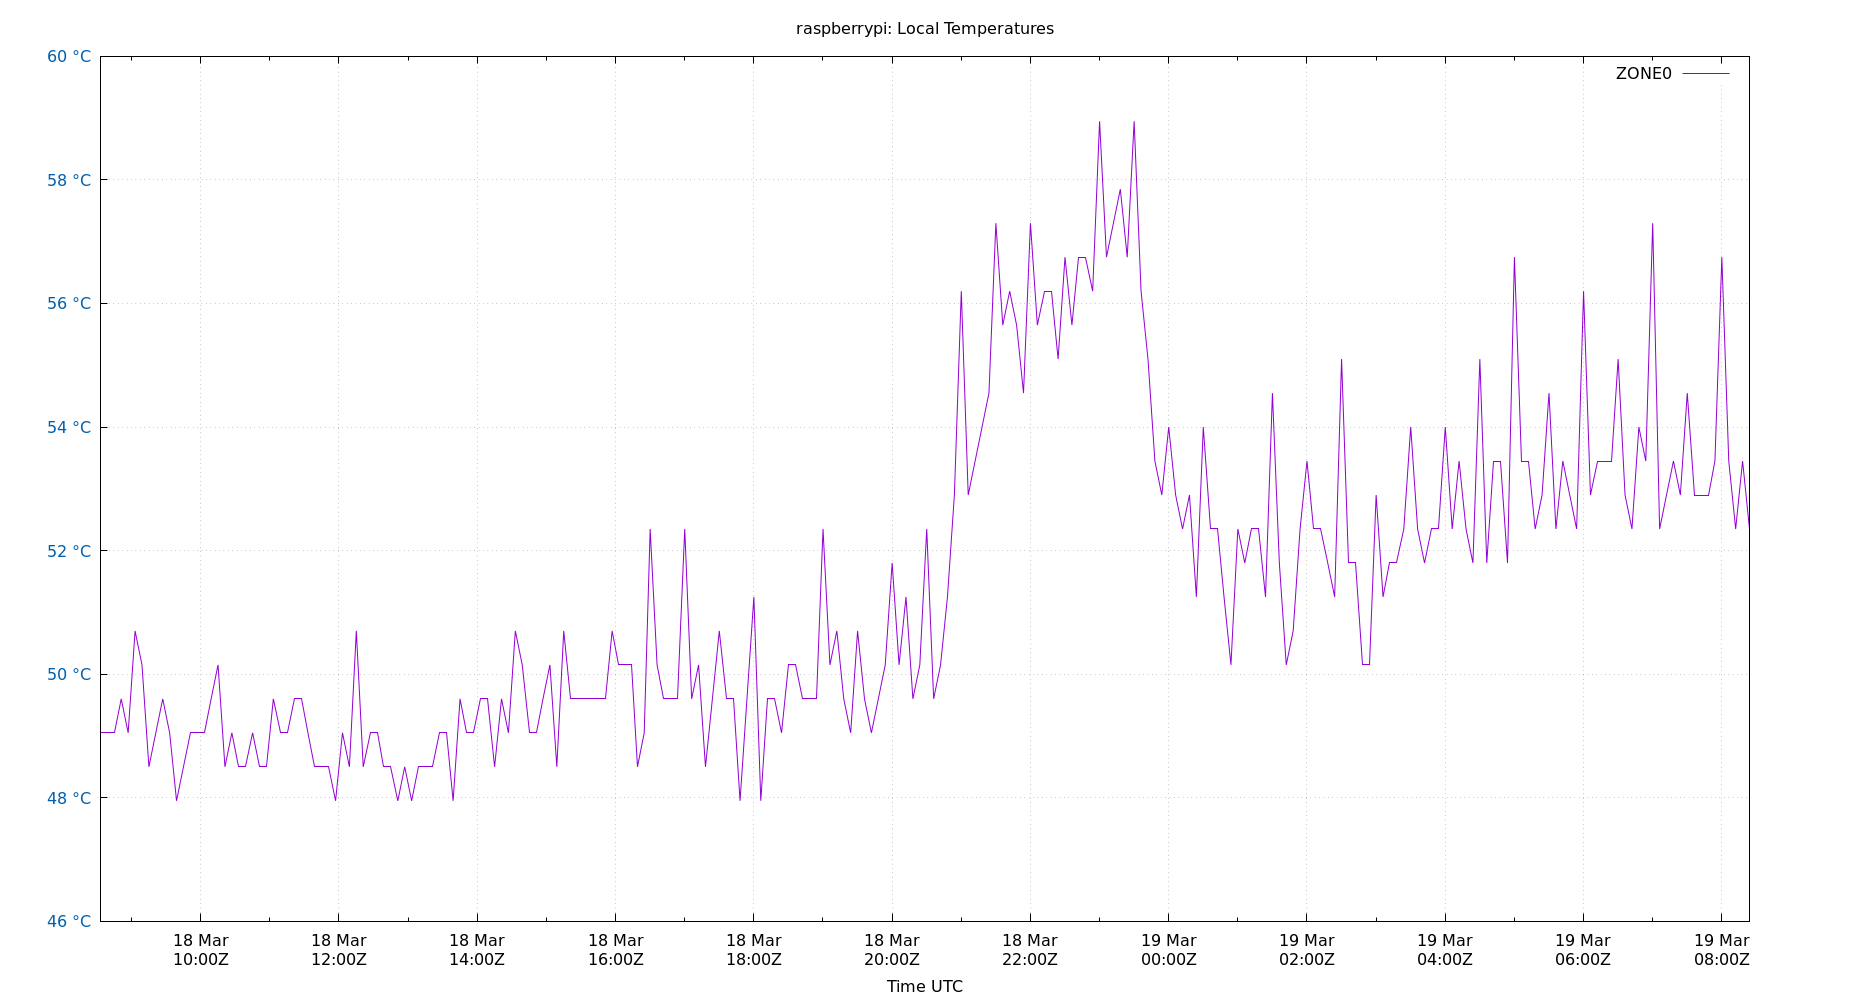 raspberrypi: Local Temperatures
60 °C
ZONE0
58 °C
56 °C
54 °C
52 °C
50 °C
48 °C
46 °C
18 Mar 18 Mar 18 Mar 18 Mar 18 Mar 18 Mar 18 Mar 19 Mar 19 Mar 19 Mar 19 Mar 19 Mar
10:00Z 12:00Z 14:00Z 16:00Z 18:00Z 20:00Z 22:00Z 00:00Z 02:00Z 04:00Z 06:00Z 08:00Z
Time UTC